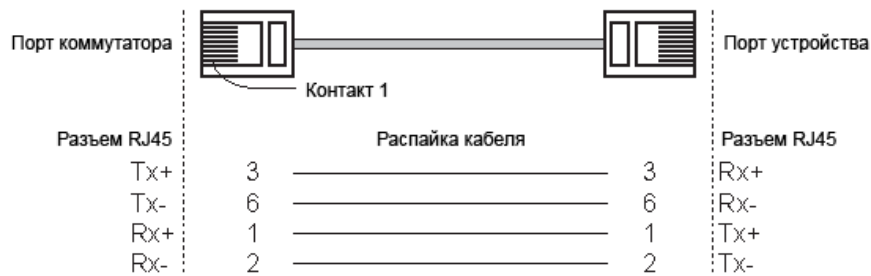 Порт коммутатора Порт устройства
Контакт 1
Разъем RJ45 Распайка кабеля Разъем RJ45
Tx+ 3 3 Rx+
Tx- 6 6 Rx-
Rx+ 1 1 Tx+
Rx- 2 2 Tx-